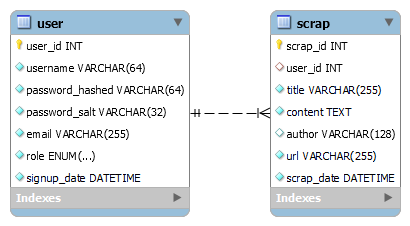 user
user_id INT
username VARCHAR(64)
password_hashed VARCHAR(64)
password_salt VARCHAR(32)
email VARCHAR(255)
role ENUM(...)
signup_date DATETIME
Indexes
scrap
scrap_id INT
user_id INT
title VARCHAR(255)
content TEXT
author VARCHAR(128)
url VARCHAR(255)
scrap_date DATETIME
Indexes